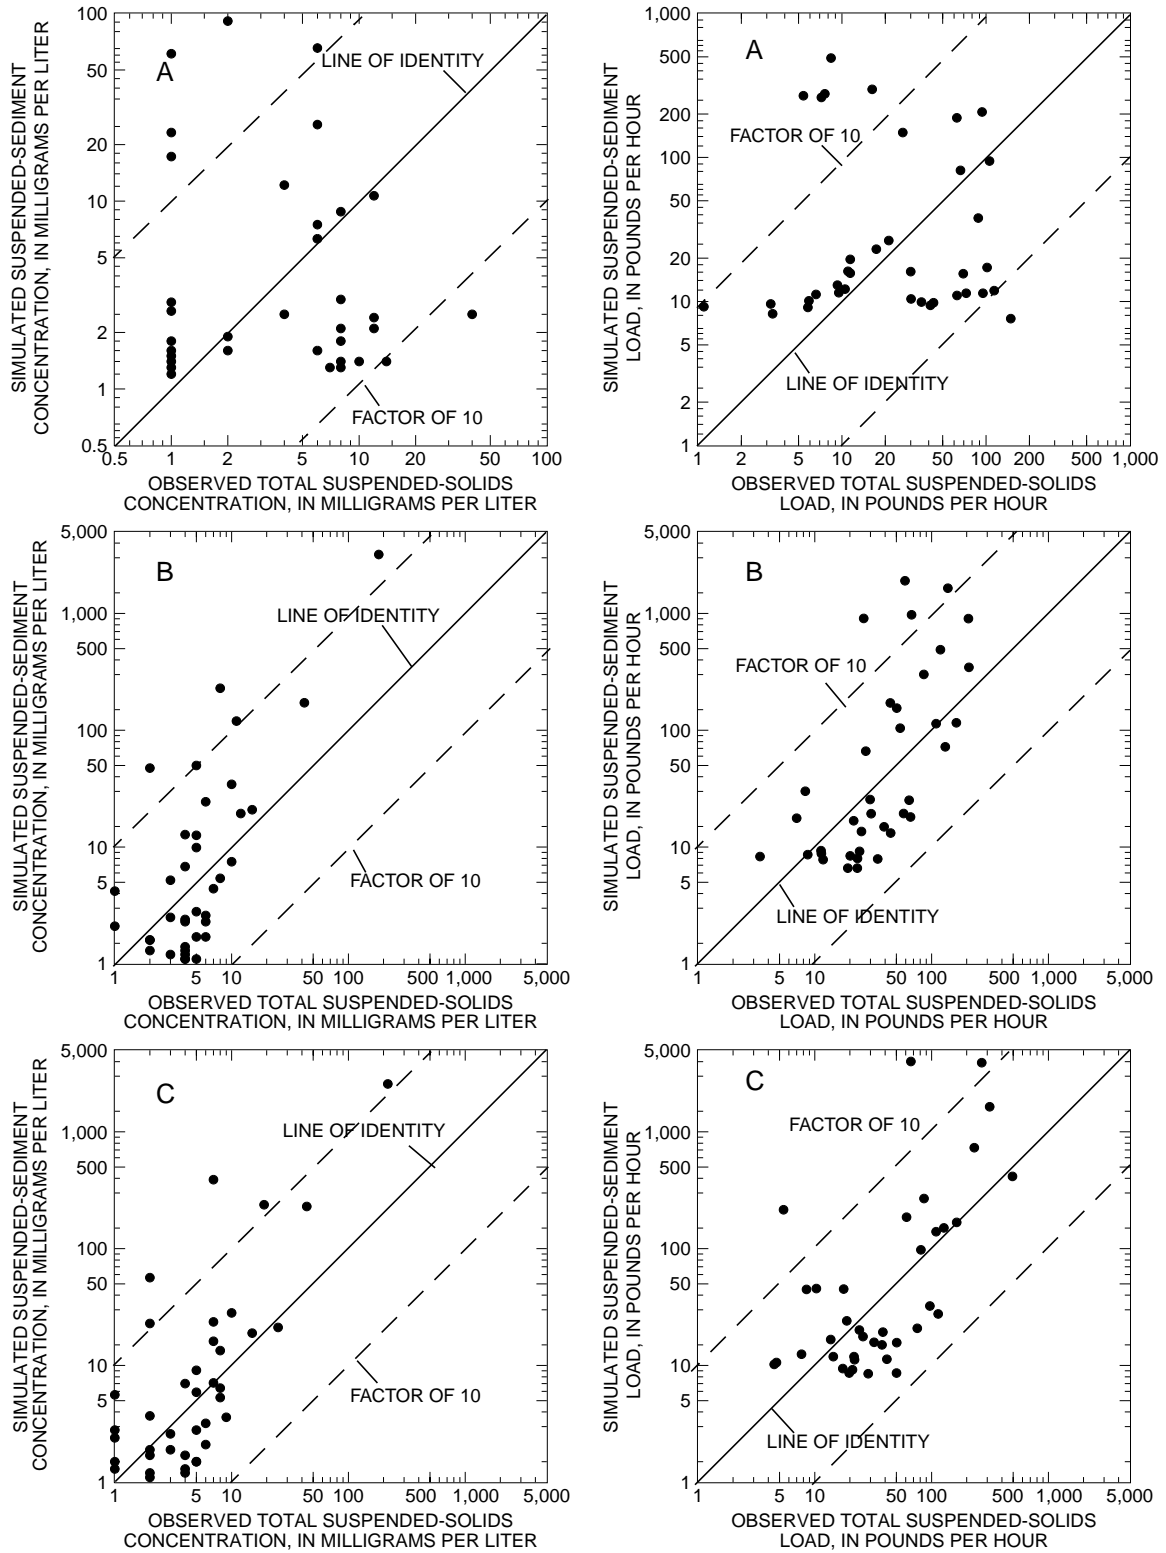 SIMULATED SUSPENDED-SEDIMENT
CONCENTRATION, IN MILLIGRAMS PER LITER
100
50
20
10
5
2
1
0.5
A
LINE OF IDENTITY
FACTOR OF 10
0.5 1 2 5 10 20 50 100
OBSERVED TOTAL SUSPENDED-SOLIDS
CONCENTRATION, IN MILLIGRAMS PER LITER
SIMULATED SUSPENDED-SEDIMENT
LOAD, IN POUNDS PER HOUR
1,000
500
200
100
50
20
10
5
2
1
A
FACTOR OF 10
LINE OF IDENTITY
1 2 5 10 20 50 100 200 500 1,000
OBSERVED TOTAL SUSPENDED-SOLIDS
LOAD, IN POUNDS PER HOUR
SIMULATED SUSPENDED-SEDIMENT
CONCENTRATION, IN MILLIGRAMS PER LITER
5,000
1,000
500
100
50
10
5
1
B
LINE OF IDENTITY
FACTOR OF 10
1 5 10 50 100 500 1,000 5,000
OBSERVED TOTAL SUSPENDED-SOLIDS
CONCENTRATION, IN MILLIGRAMS PER LITER
SIMULATED SUSPENDED-SEDIMENT
LOAD, IN POUNDS PER HOUR
5,000
1,000
500
100
50
10
5
1
B
FACTOR OF 10
LINE OF IDENTITY
1 5 10 50 100 500 1,000 5,000
OBSERVED TOTAL SUSPENDED-SOLIDS
LOAD, IN POUNDS PER HOUR
SIMULATED SUSPENDED-SEDIMENT
CONCENTRATION, IN MILLIGRAMS PER LITER
5,000
1,000
500
100
50
10
5
1
C
LINE OF IDENTITY
FACTOR OF 10
1 5 10 50 100 500 1,000 5,000
OBSERVED TOTAL SUSPENDED-SOLIDS
CONCENTRATION, IN MILLIGRAMS PER LITER
SIMULATED SUSPENDED-SEDIMENT
LOAD, IN POUNDS PER HOUR
5,000
1,000
500
100
50
10
5
1
C
FACTOR OF 10
LINE OF IDENTITY
1 5 10 50 100 500 1,000 5,000
OBSERVED TOTAL SUSPENDED-SOLIDS
LOAD, IN POUNDS PER HOUR